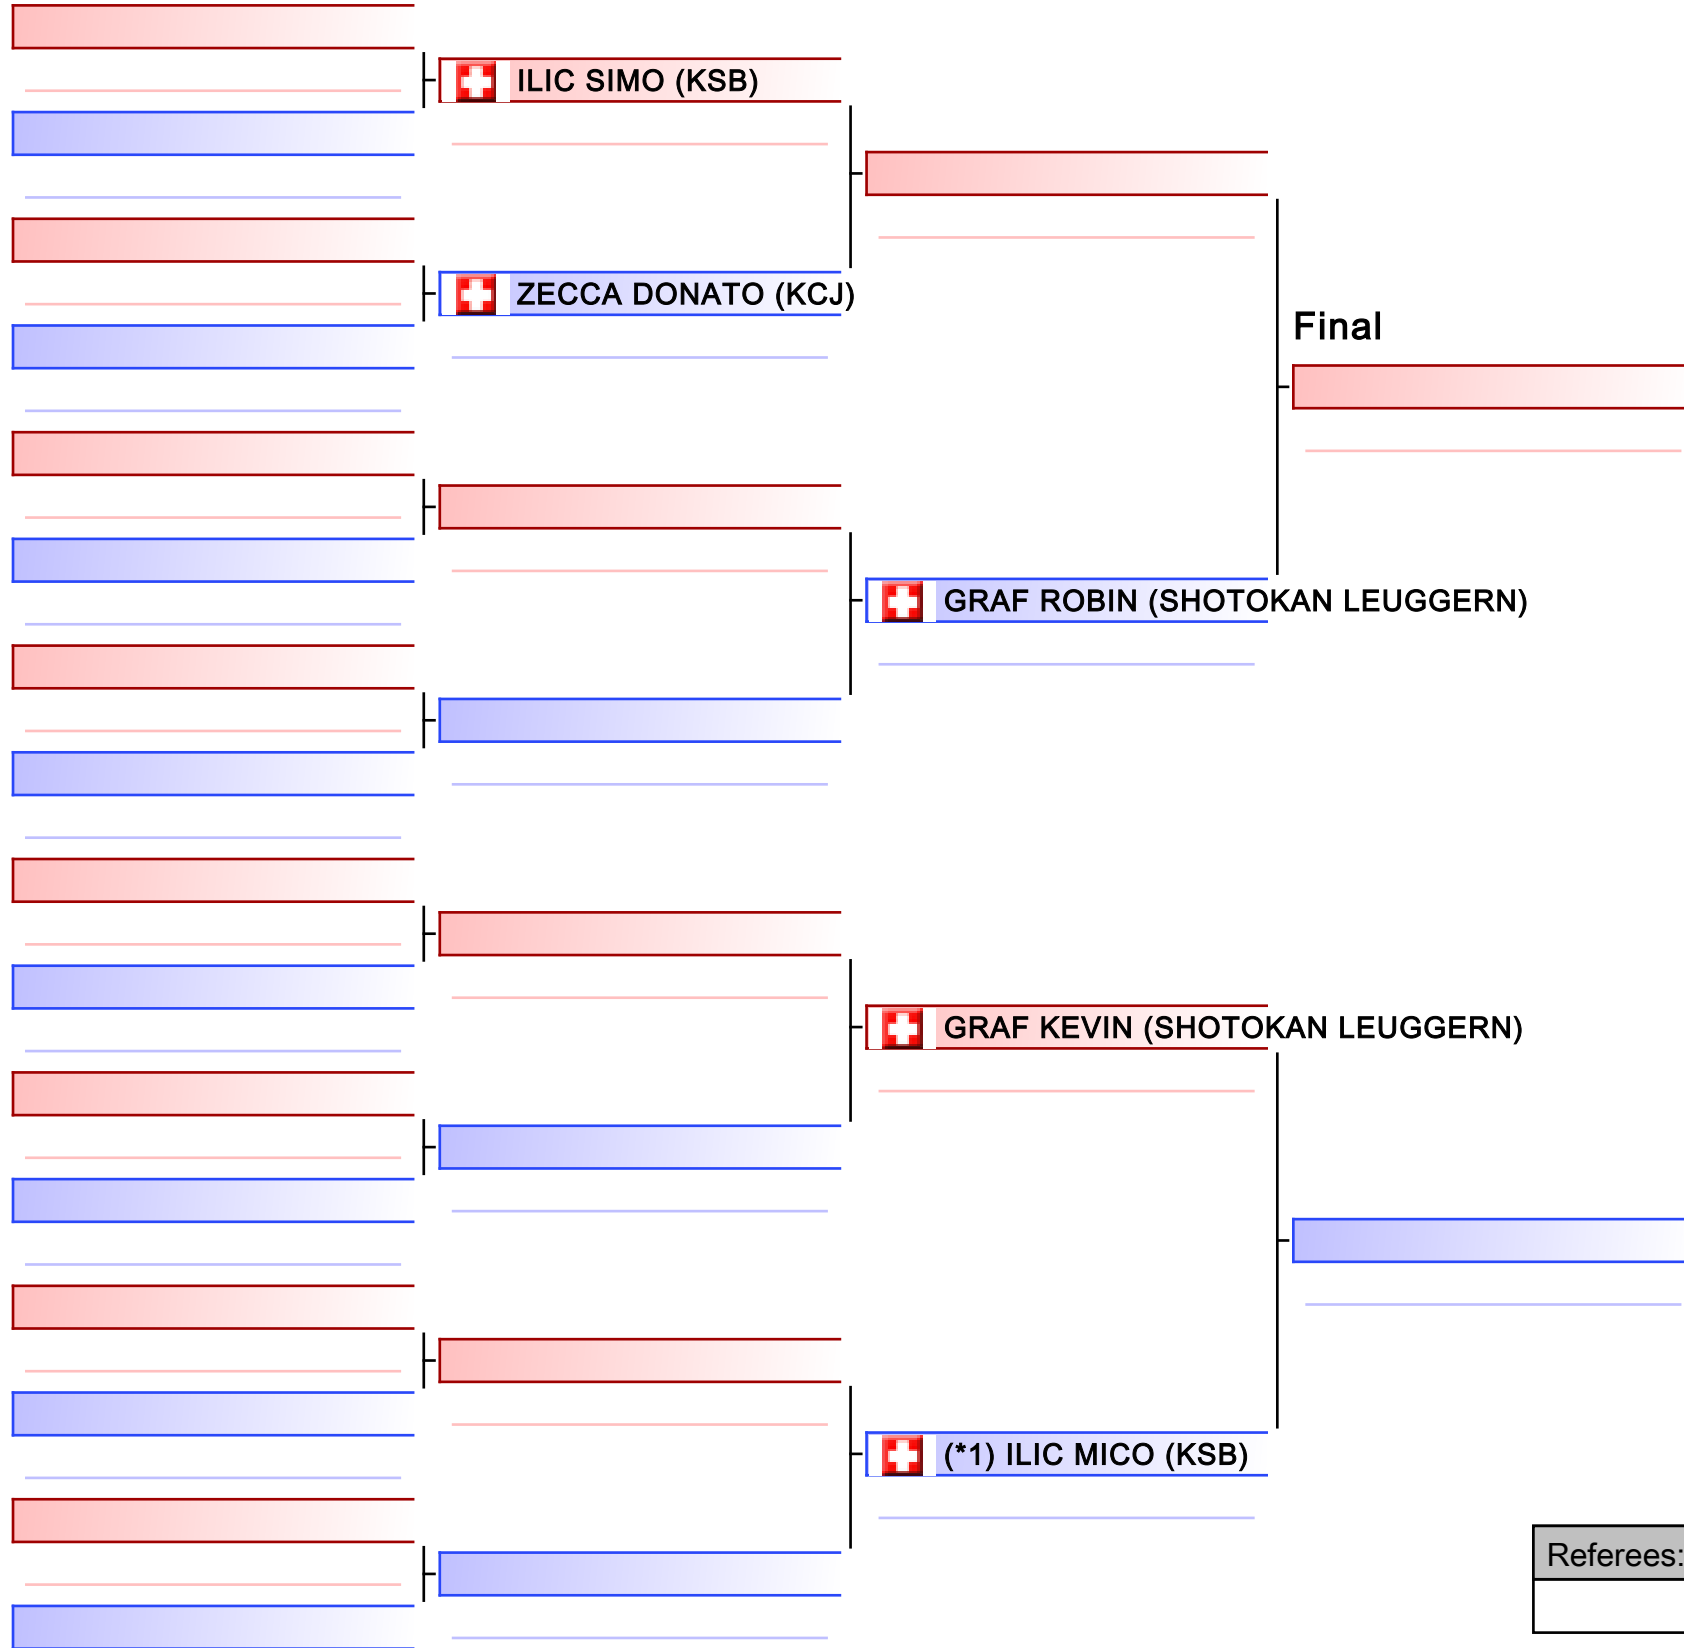 ILIC SIMO (KSB)
ZECCA DONATO (KCJ)
Final
GRAF ROBIN (SHOTOKAN LEUGGERN)
GRAF KEVIN (SHOTOKAN LEUGGERN)
(*1) ILIC MICO (KSB)
Referees: